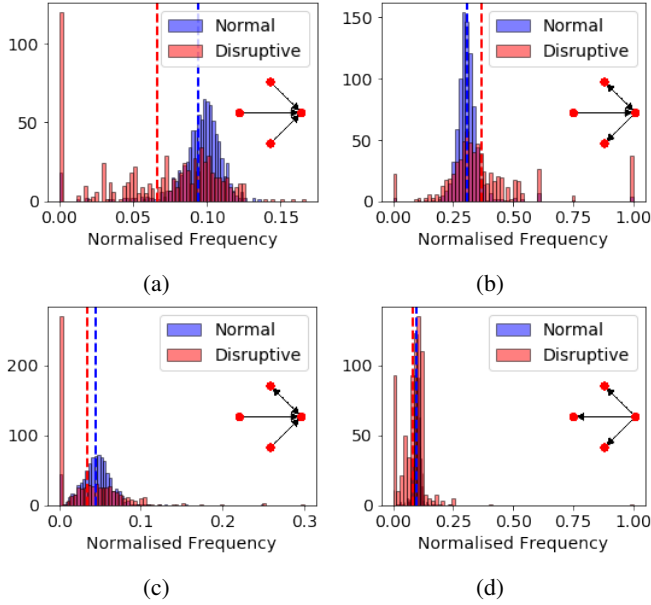 Normal
Disruptive
100
50
0
0.00 0.05 0.10 0.15
Normalised Frequency
(a)
Normal
Disruptive
150
100
50
0
0.00 0.25 0.50 0.75 1.00
Normalised Frequency
(b)
Normal
Disruptive
200
100
0
0.0 0.1 0.2 0.3
Normalised Frequency
(c)
Normal
Disruptive
100
50
0
0.00 0.25 0.50 0.75 1.00
Normalised Frequency
(d)